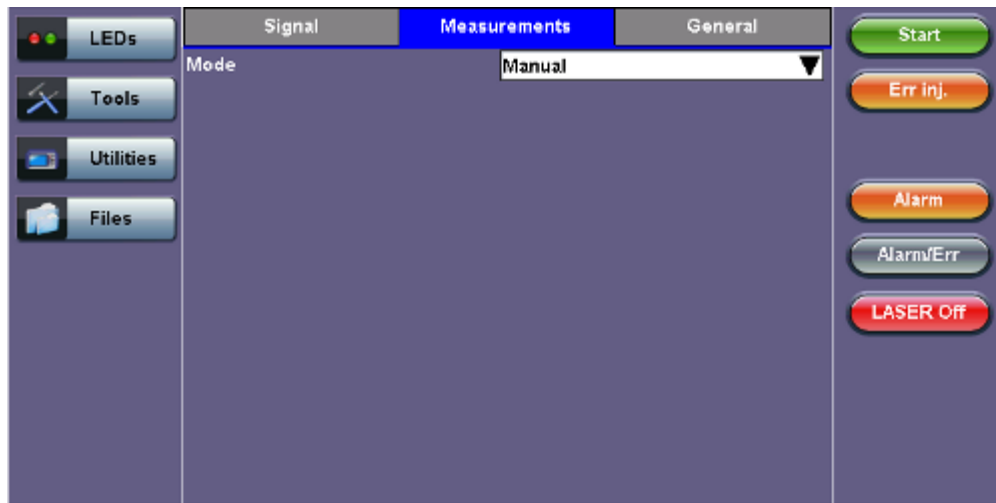 LEDs
Tools
Utilities
Files
Signal
Measurements
General
Mode
Manual
Start
Err inj.
Alarm
Alarm/Err
LASER Off